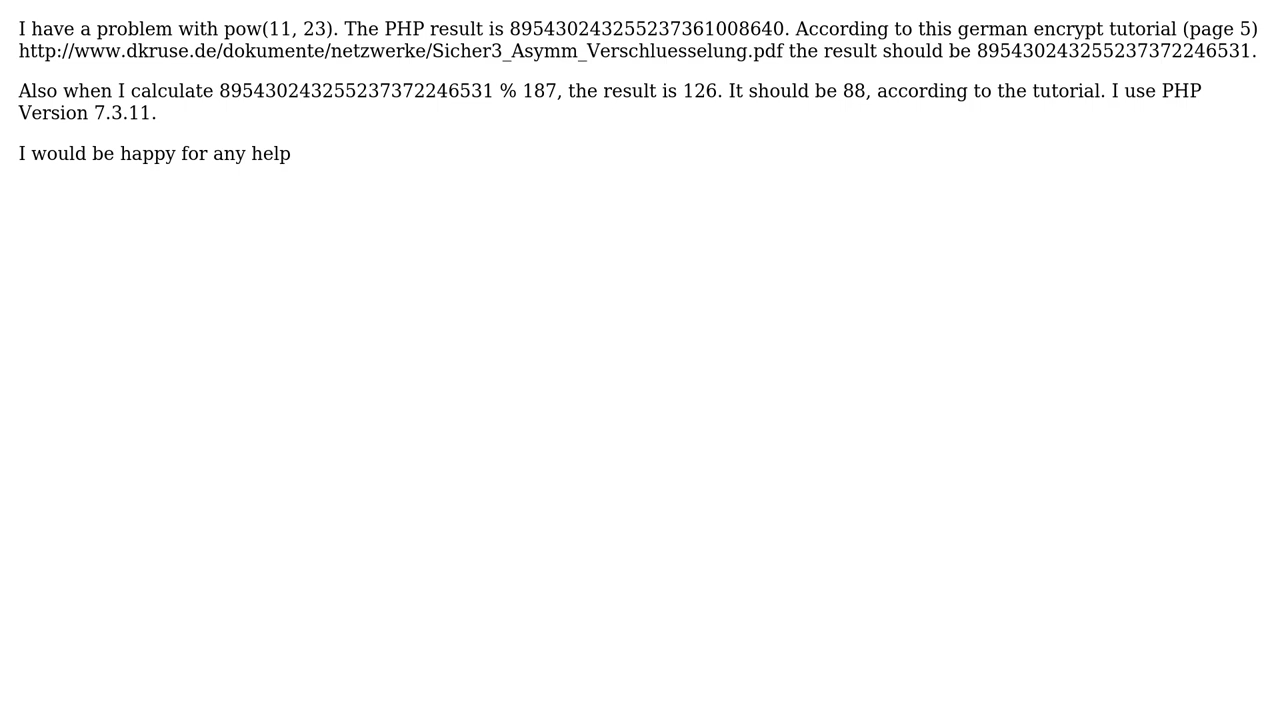 I have a problem with pow(11, 23). The PHP result is 895430243255237361008640. According to this german encrypt tutorial (page 5)
http://www.dkruse.de/dokumente/netzwerke/Sicher3_Asymm_Verschluesselung.pdf the result should be 895430243255237372246531.
Also when I calculate 895430243255237372246531 % 187, the result is 126. It should be 88, according to the tutorial. I use PHP
Version 7.3.11.
I would be happy for any help